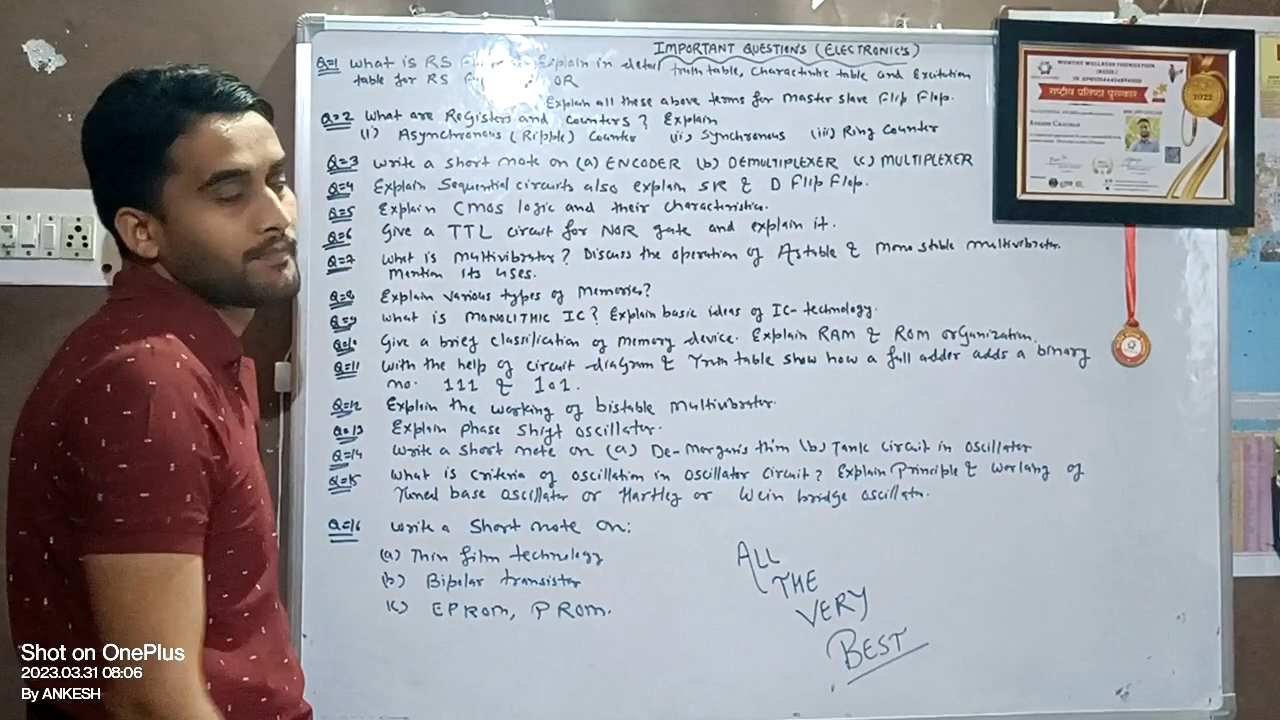 IMPORTANT QUESTIONS (ELECTRONIC'S)
Q=1 What is RS Explain in detail truth table, Characteristic table and Excitation
table for RS OR
Explain all these above terms for Master slave Flip Flop.
Q=2 What are Registers and Counters? Explain
(i) Asynchronous (Ripple) Counter (ii) Synchronous (iii) Ring Counter
Q=3 Write a short note on (a) ENCODER (b) DEMULTIPLEXER (c) MULTIPLEXER
Q=4 Explain Sequential circuits also explain SR & D Flip Flop.
Q=5 Explain CMOS logic and their characteristics.
Q=6 Give a TTL circuit for NOR gate and explain it.
Q=7 What is multivibrator? Discuss the operation of Astable & Monostable multivibrator.
Mention its uses.
Q=8 Explain various types of Memories?
Q=9 What is MONOLITHIC IC? Explain basic ideas of IC-technology.
Q=10 Give a brief classification of memory device. Explain RAM & ROM organization.
Q=11 With the help of circuit diagram & Truth table show how a full adder adds a binary
no. 111 & 101.
Q=12 Explain the working of bistable Multivibrator.
Q=13 Explain phase shift oscillator.
Q=14 Write a short note on (a) De-Morgan's thm (b) Tank circuit in oscillator
Q=15 What is criteria of oscillation in oscillator circuit? Explain Principle & working of
Tuned base oscillator or Hartley or Wein bridge oscillator.
Q=16 Write a Short note on:
(a) Thin film technology
(b) Bipolar transistor
(c) EPROM, PROM.
ALL
THE
VERY
BEST
राष्ट्रीय प्रतिष्ठा पुरस्कार
2022
Shot on OnePlus
2023.03.31 08:06
By ANKESH